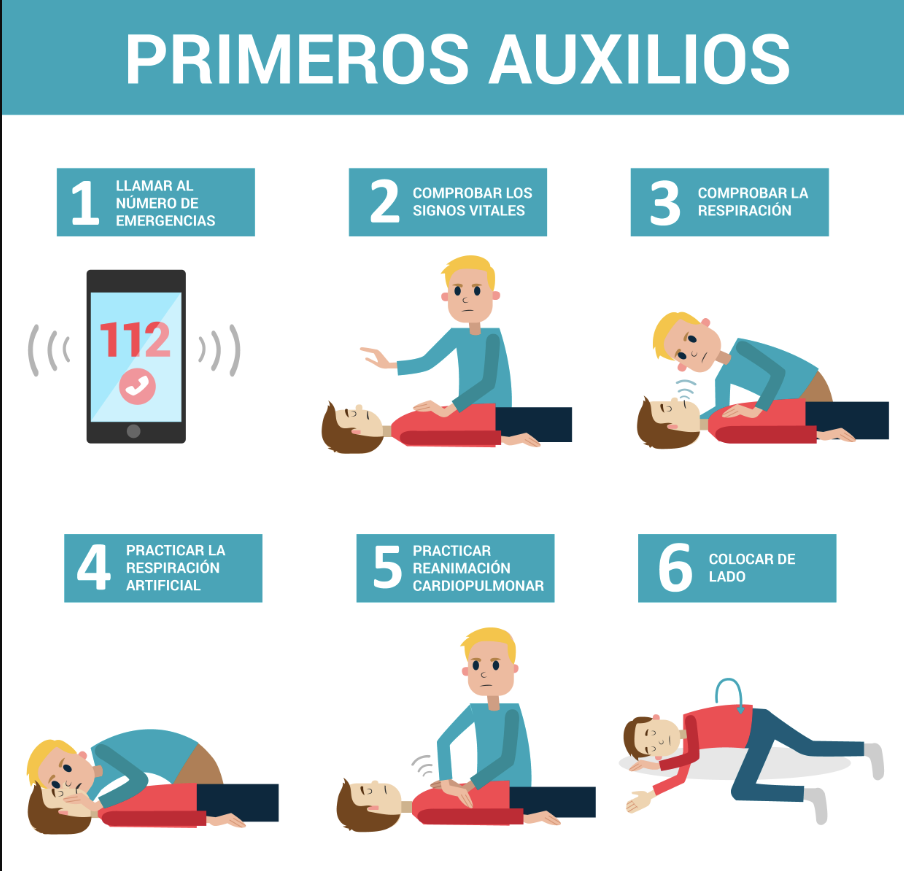 PRIMEROS AUXILIOS
1
LLAMAR AL
NÚMERO DE
EMERGENCIAS
112
2
COMPROBAR LOS
SIGNOS VITALES
3
COMPROBAR LA
RESPIRACIÓN
4
PRACTICAR LA
RESPIRACIÓN
ARTIFICIAL
5
PRACTICAR
REANIMACIÓN
CARDIOPULMONAR
6
COLOCAR DE
LADO